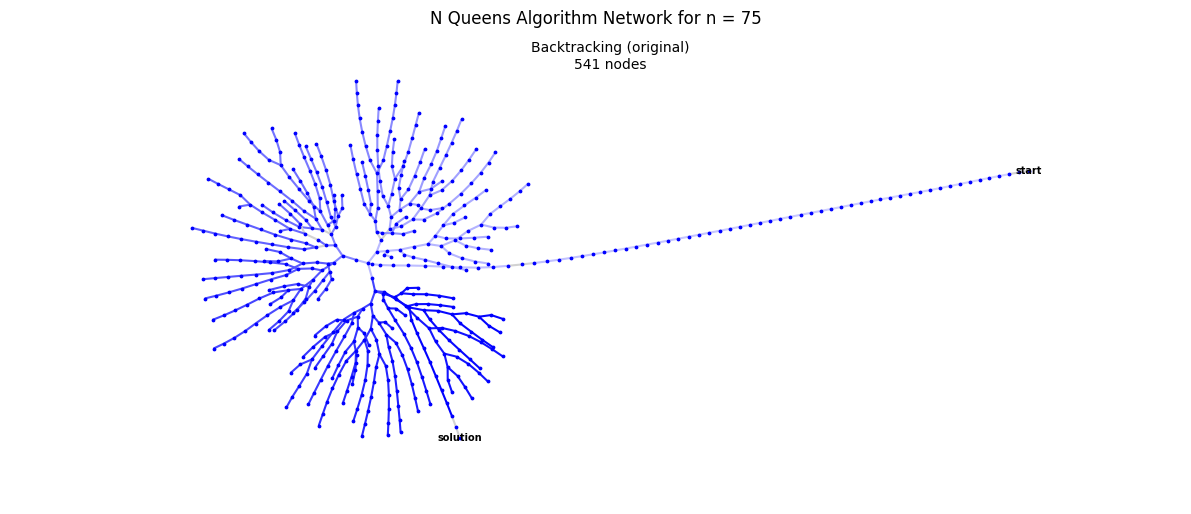 N Queens Algorithm Network for n = 75
Backtracking (original)
541 nodes
start
solution